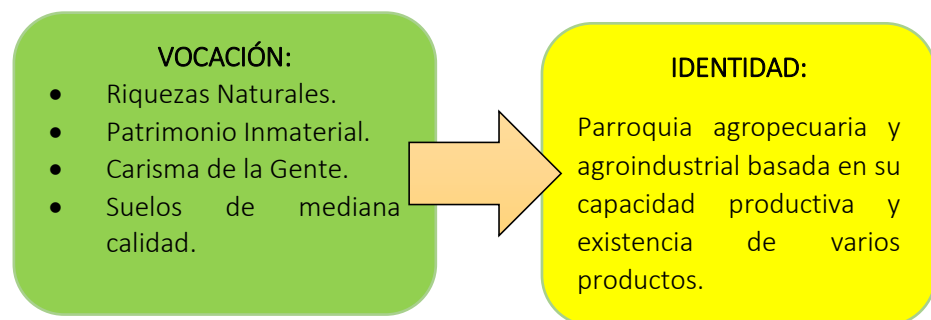 VOCACIÓN:
• Riquezas Naturales.
• Patrimonio Inmaterial.
• Carisma de la Gente.
• Suelos de mediana
calidad.
IDENTIDAD:
Parroquia agropecuaria y
agroindustrial basada en su
capacidad productiva y
existencia de varios
productos.